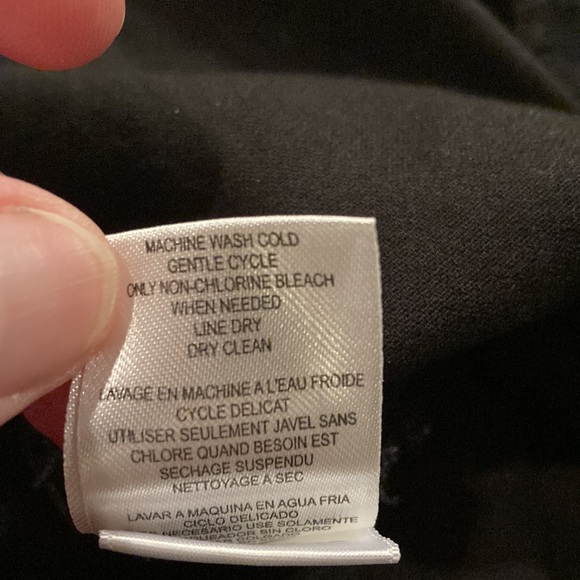 MACHINE WASH COLD
GENTLE CYCLE
ONLY NON-CHLORINE BLEACH
WHEN NEEDED
LINE DRY
DRY CLEAN
LAVAGE EN MACHINE A L'EAU FROIDE
CYCLE DELICAT
UTILISER SEULEMENT JAVEL SANS
CHLORE QUAND BESOIN EST
SECHAGE SUSPENDU
NETTOYAGE A SEC
LAVAR A MAQUINA EN AGUA FRIA
CICLO DELICADO
NECESARIO USE SOLAMENTE
SIN CLORO